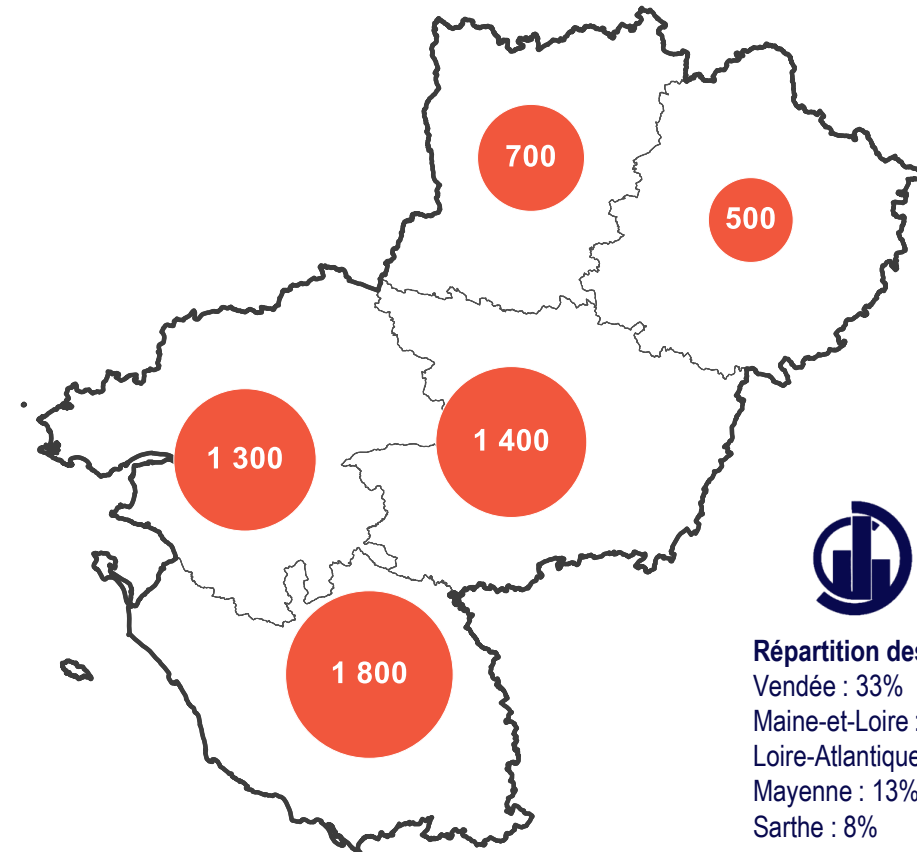 700
500
1 300
1 400
1 800
Répartition des
Vendée : 33%
Maine-et-Loire :
Loire-Atlantique
Mayenne : 13%
Sarthe : 8%